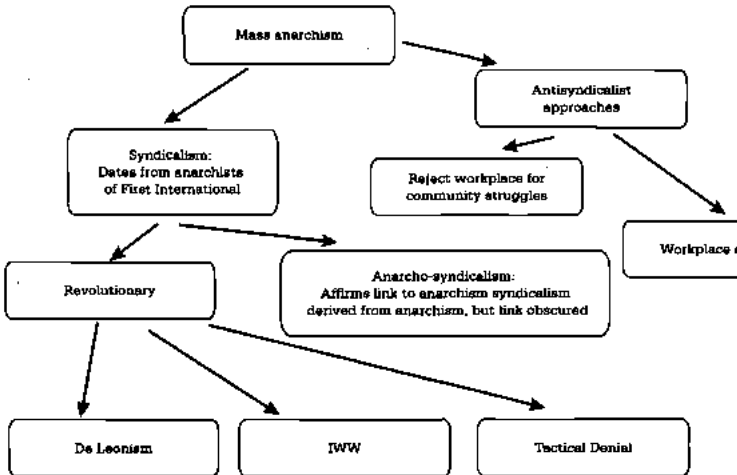 Mass anarchism
Antisyndicalist
approaches
Syndicalism:
Dates from anarchists
of First International
Reject workplace for
community struggles
Workplace
Anarcho-syndicalism:
Affirms link to anarchism syndicalism
derived from anarchism, but link obscured
Revolutionary
De Leonism
IWW
Tactical Denial